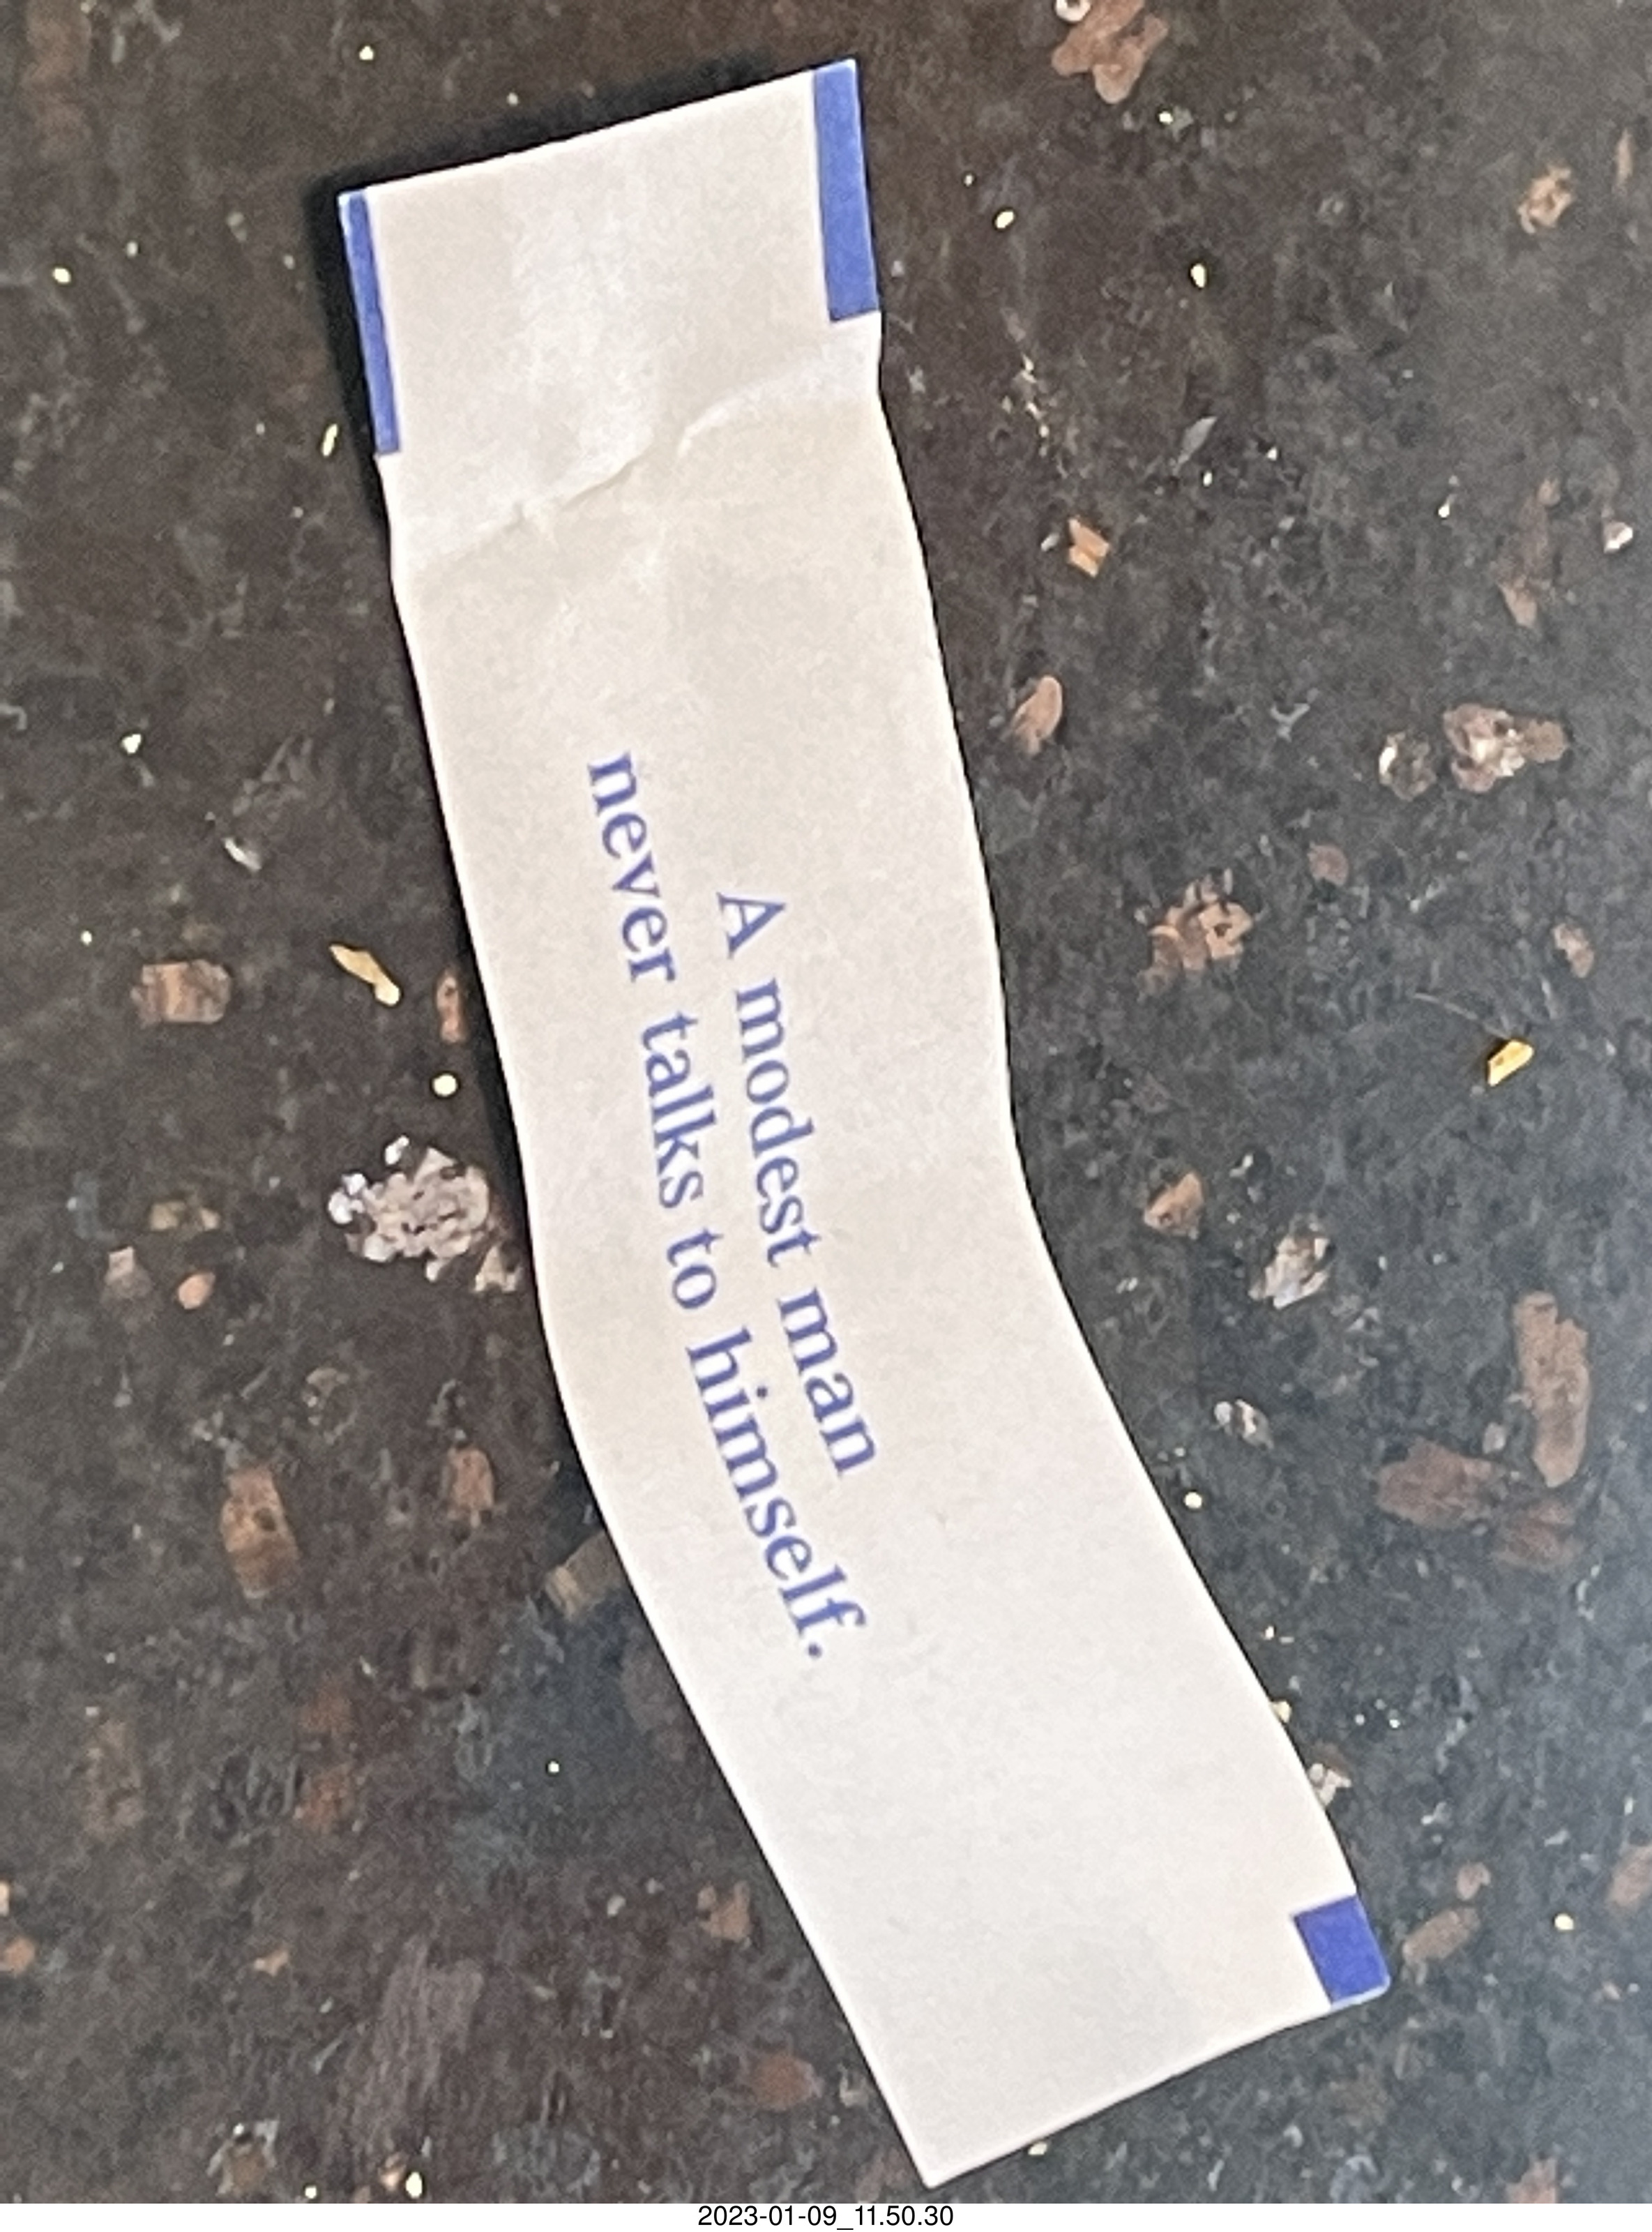 A modest man
never talks to himself.
2023-01-09_11.50.30